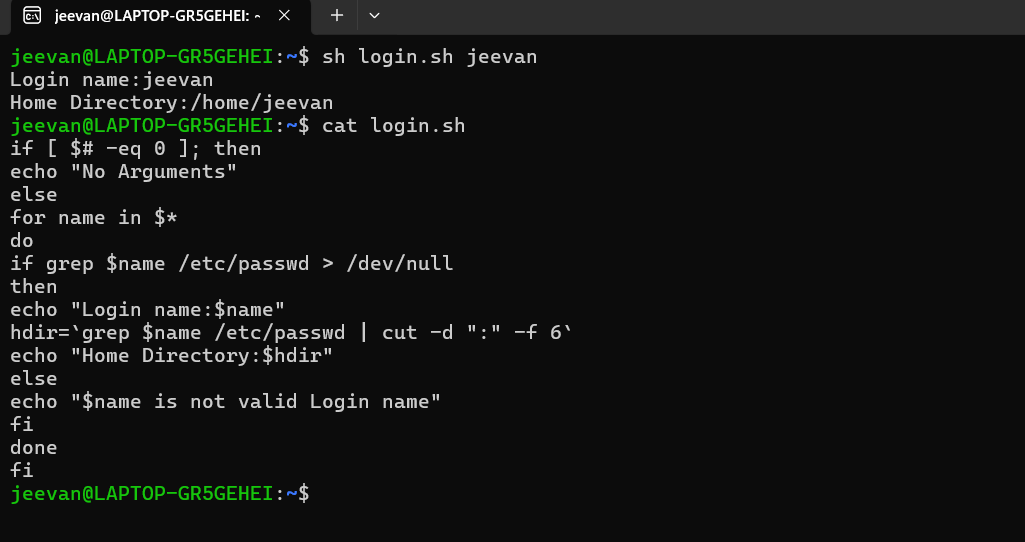 jeevan@LAPTOP-GR5GEHEI: ~
jeevan@LAPTOP-GR5GEHEI:~$ sh login.sh jeevan
Login name:jeevan
Home Directory:/home/jeevan
jeevan@LAPTOP-GR5GEHEI:~$ cat login.sh
if [ $# -eq 0 ]; then
echo "No Arguments"
else
for name in $*
do
if grep $name /etc/passwd > /dev/null
then
echo "Login name:$name"
hdir=`grep $name /etc/passwd | cut -d ":" -f 6`
echo "Home Directory:$hdir"
else
echo "$name is not valid Login name"
fi
done
fi
jeevan@LAPTOP-GR5GEHEI:~$